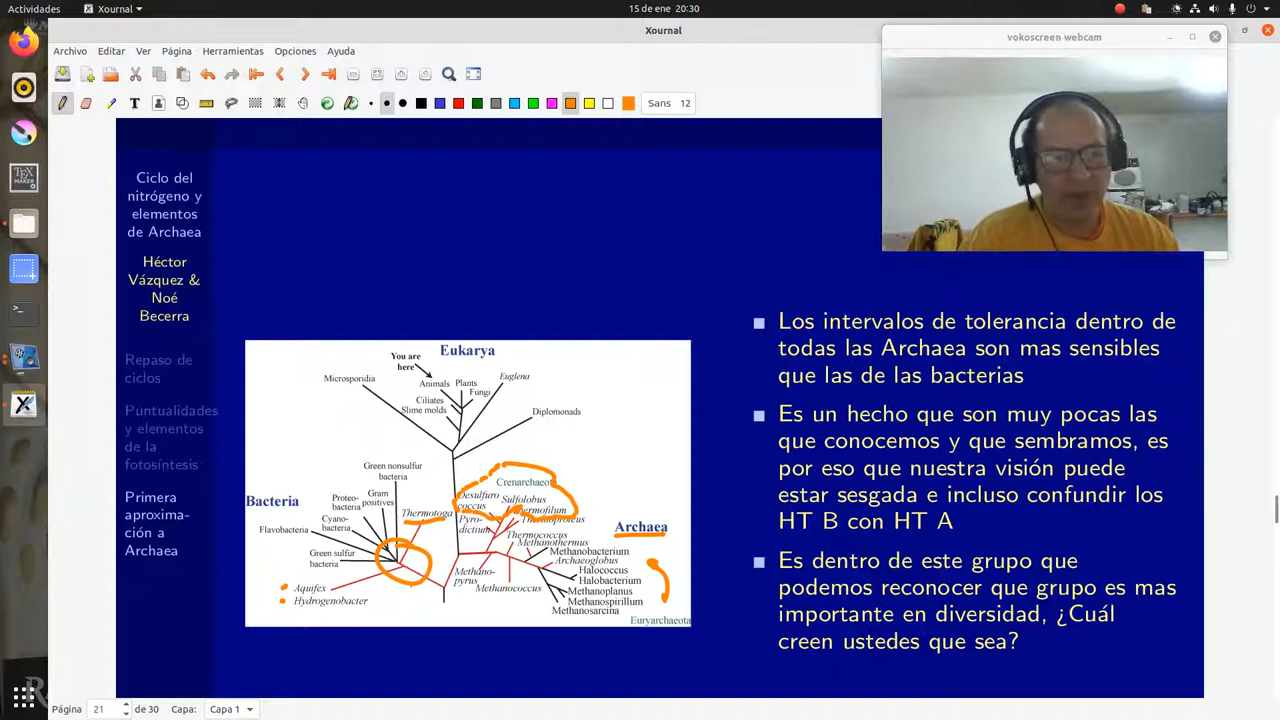 Actividades
Xournal
15 de ene 20:30
Xournal
vokoscreen webcam
Archivo Editar Ver Página Herramientas Opciones Ayuda
Sans 12
Ciclo del
nitrógeno y
elementos
de Archaea
Héctor
Vázquez &
Noé
Becerra
Repaso de
ciclos
Puntualidades
y elementos
de la
fotosíntesis
Primera
aproxima-
ción a
Archaea
Eukarya
You are
here
Microsporidia
Animals
Plants
Euglena
Fungi
Ciliates
Slime molds
Diplomonads
Green nonsulfur
bacteria
Bacteria
Gram
positives
Proteo-
bacteria
Cyano-
bacteria
Flavobacteria
Green sulfur
bacteria
Thermotoga
Aquifex
Hydrogenobacter
Crenarchaeota
Desulfuro
coccus
Sulfolobus
Thermofilum
Thermoproteus
Pyro-
dictium
Archaea
Thermococcus
Methanothermus
Methanobacterium
Archaeoglobus
Halococcus
Halobacterium
Methanoplanus
Methanospirillum
Methanosarcina
Methano-
pyrus
Methanococcus
Euryarchaeota
Los intervalos de tolerancia dentro de
todas las Archaea son mas sensibles
que las de las bacterias
Es un hecho que son muy pocas las
que conocemos y que sembramos, es
por eso que nuestra visión puede
estar sesgada e incluso confundir los
HT B con HT A
Es dentro de este grupo que
podemos reconocer que grupo es mas
importante en diversidad, ¿Cuál
creen ustedes que sea?
Página 21 de 30 Capa: Capa 1